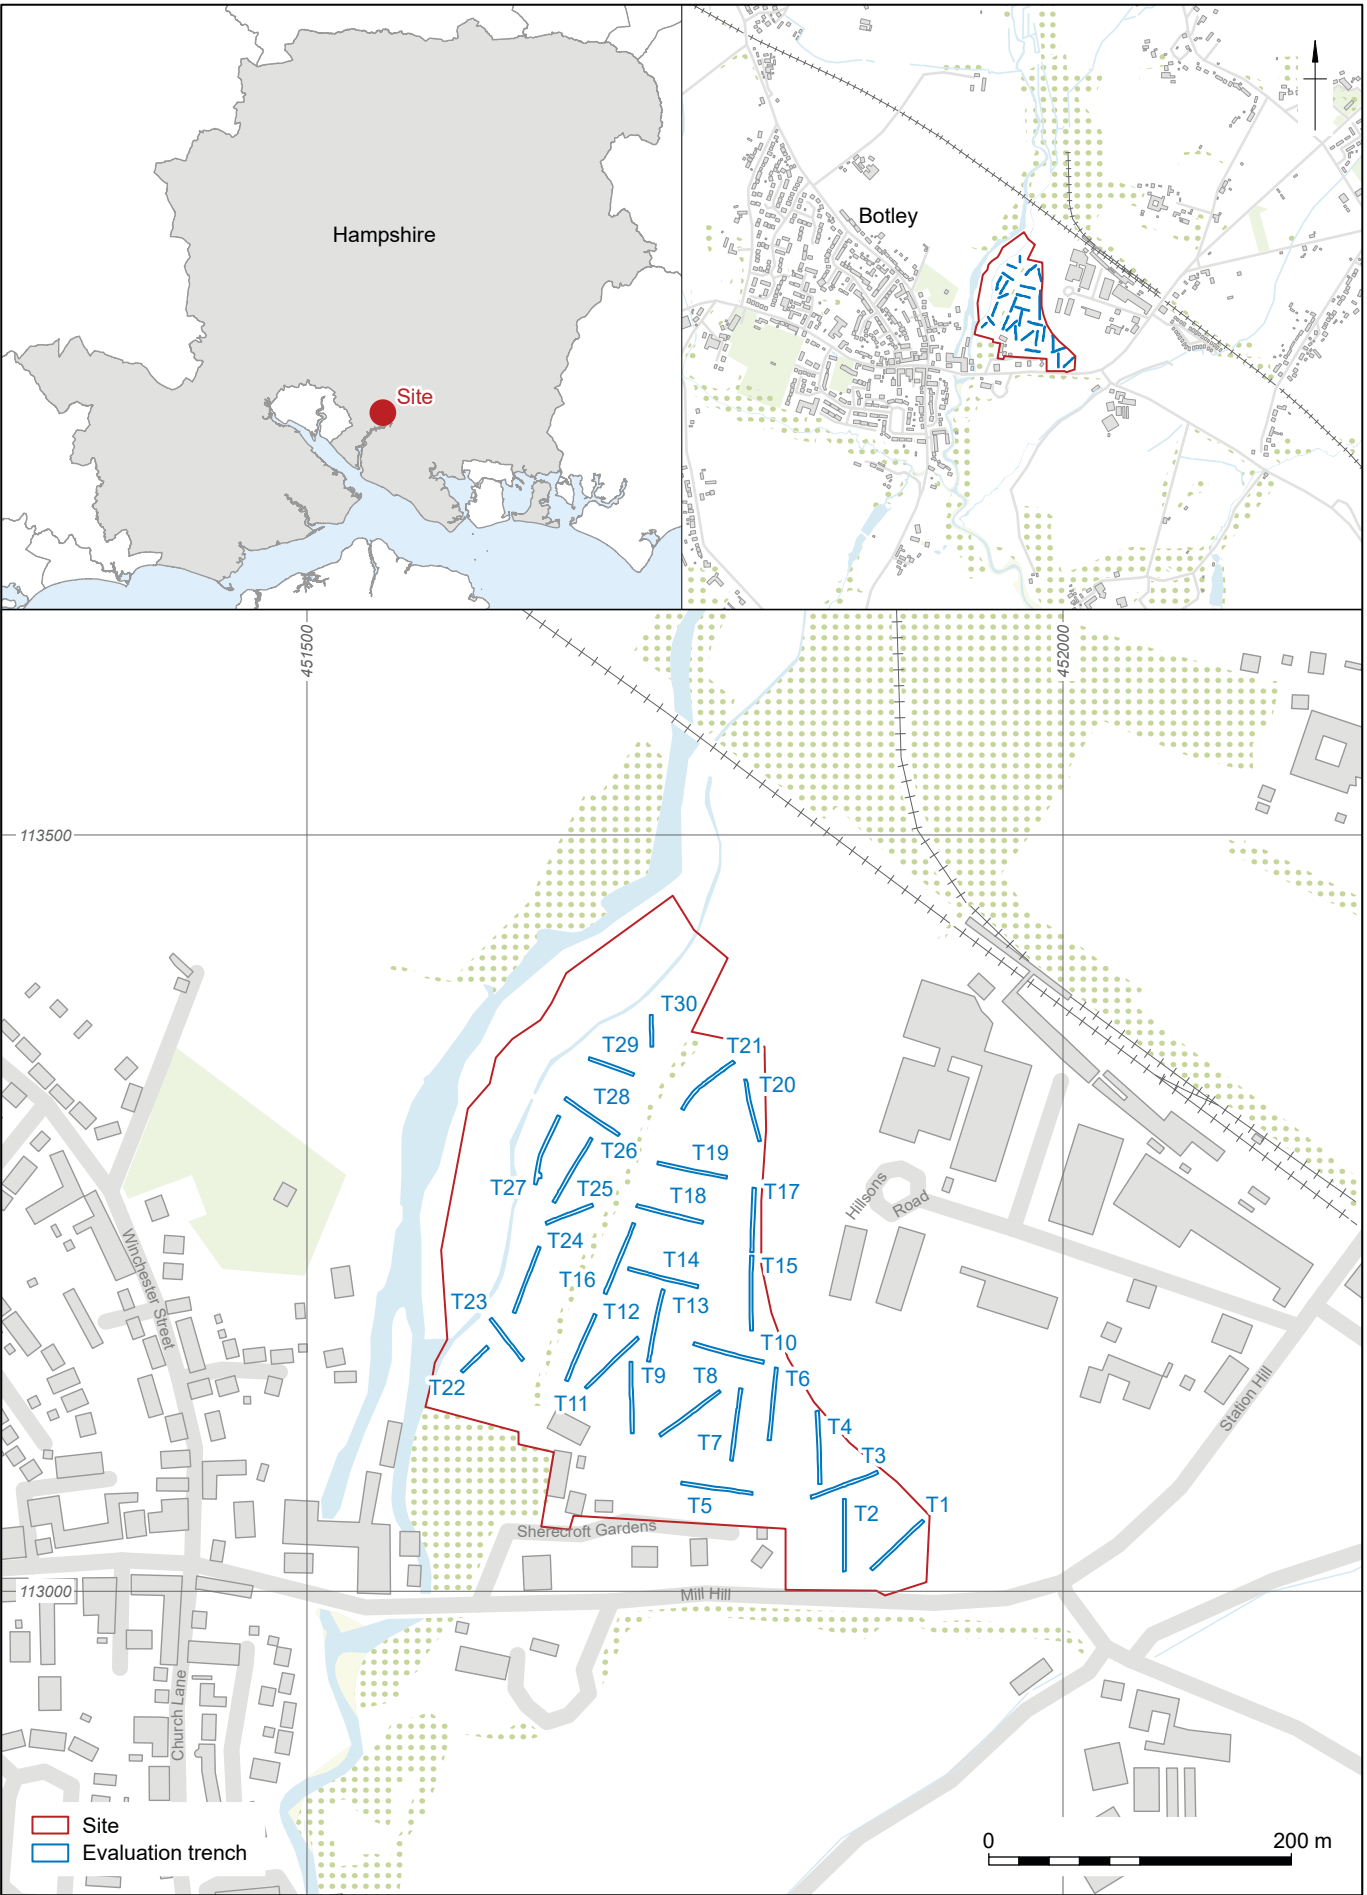 Hampshire
Site
Botley
451500
452000
113500
T30
T29
T21
T20
T28
T26
T19
T27
T25
T17
T18
Hillsons
Road
T24
T14
T15
T16
T23
T12
T13
Winchester Street
T10
T9
T8
T6
T22
T11
Station Hill
T4
T7
T3
T5
T2
T1
Sherecroft Gardens
113000
Mill Hill
Church Lane
Site
Evaluation trench
0
200 m